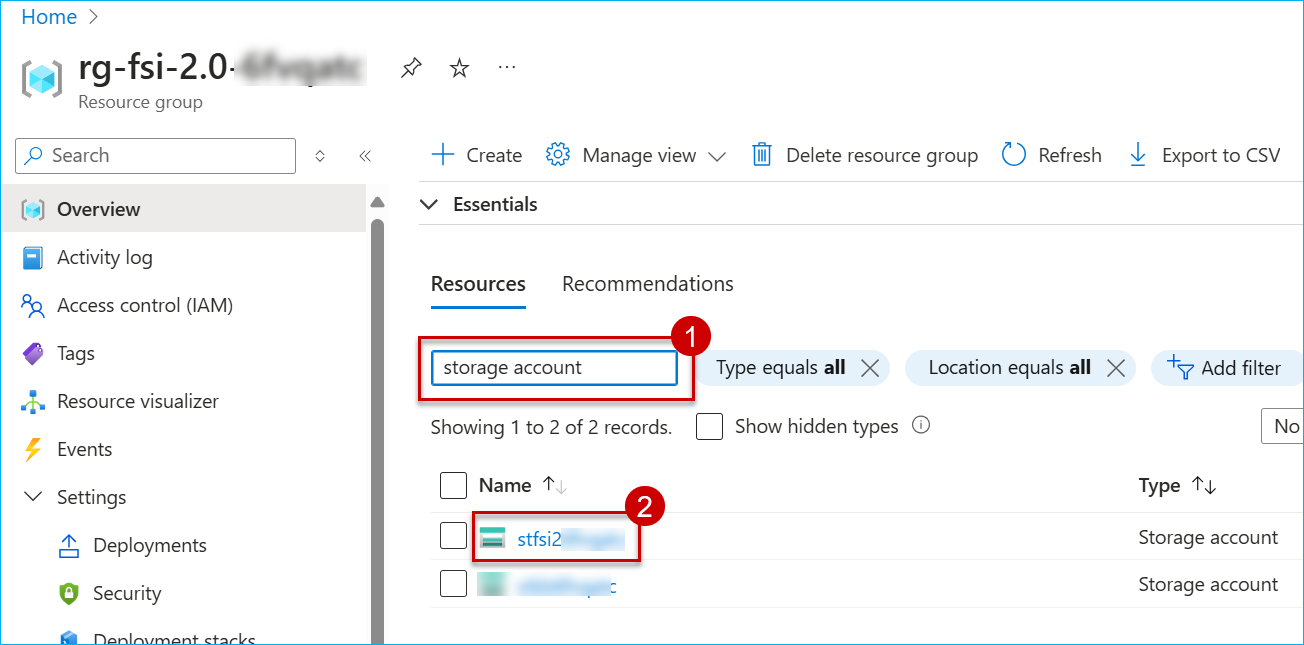 Home
rg-fsi-2.0-
Resource group
Search
Create
Manage view
Delete resource group
Refresh
Export to CSV
Overview
Essentials
Activity log
Access control (IAM)
Resources
Recommendations
Tags
1
storage account
Type equals all
Location equals all
Add filter
Resource visualizer
Showing 1 to 2 of 2 records.
Show hidden types
No
Events
Name
Type
Settings
2
stfsi2
Storage account
Deployments
Storage account
Security
Deployment stacks